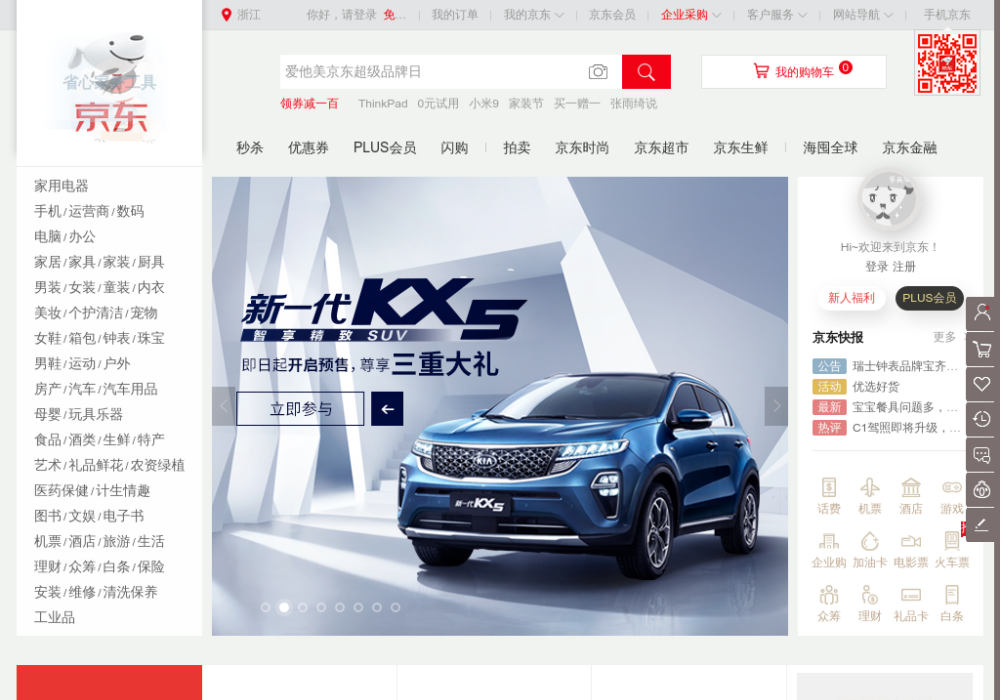 浙江
你好，请登录 免…
我的订单
我的京东
京东会员
企业采购
客户服务
网站导航
手机京东
省心
工具
京东
爱他美京东超级品牌日
我的购物车 0
领券减一百 ThinkPad 0元试用 小米9 家装节 买一赠一 张雨绮说
秒杀 优惠券 PLUS会员 闪购 拍卖 京东时尚 京东超市 京东生鲜 海囤全球 京东金融
家用电器
手机/运营商/数码
电脑/办公
家居/家具/家装/厨具
男装/女装/童装/内衣
美妆/个护清洁/宠物
女鞋/箱包/钟表/珠宝
男鞋/运动/户外
房产/汽车/汽车用品
母婴/玩具乐器
食品/酒类/生鲜/特产
艺术/礼品鲜花/农资绿植
医药保健/计生情趣
图书/文娱/电子书
机票/酒店/旅游/生活
理财/众筹/白条/保险
安装/维修/清洗保养
工业品
新一代KX5
智享精致 SUV
即日起开启预售，尊享三重大礼
立即参与
KIA
新一代KX5
Hi~欢迎来到京东！
登录 注册
新人福利 PLUS会员
京东快报 更多
公告 瑞士钟表品牌宝齐…
活动 优选好货
最新 宝宝餐具问题多，…
热评 C1驾照即将升级，…
话费 机票 酒店 游戏
企业购 加油卡 电影票 火车票
众筹 理财 礼品卡 白条